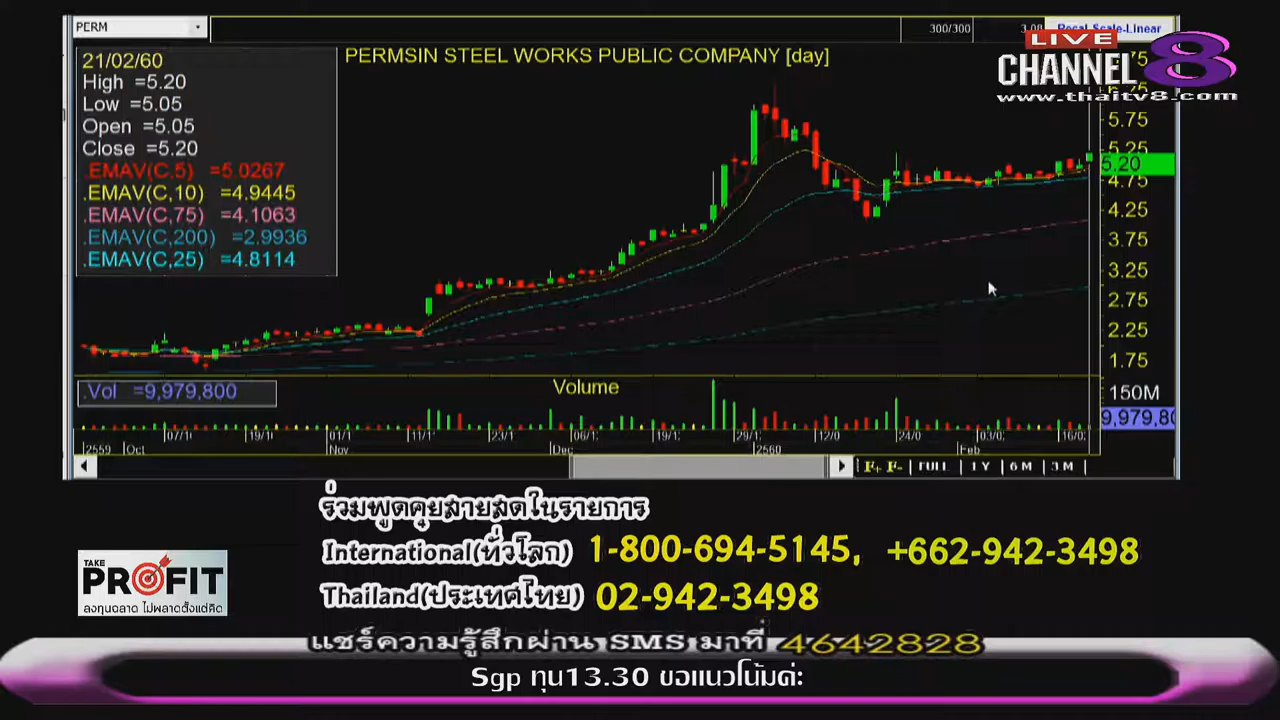 PERM
300/300
3.08
Recal Scale-Linear
LIVE
CHANNEL 8
www.thaitv8.com
PERMSIN STEEL WORKS PUBLIC COMPANY [day]
21/02/60
High =5.20
Low =5.05
Open =5.05
Close =5.20
.EMAV(C,5) =5.0267
.EMAV(C,10) =4.9445
.EMAV(C,75) =4.1063
.EMAV(C,200) =2.9936
.EMAV(C,25) =4.8114
5.75
5.25
5.20
4.75
4.25
3.75
3.25
2.75
2.25
1.75
.Vol =9,979,800
Volume
150M
9,979,80
07/1 19/1 01/1 11/1 23/1 06/1 19/1 29/1 12/0 24/0 03/0 16/0
2559 Oct Nov Dec 2560 Feb
F+ F- FULL 1 Y 6 M 3 M
ร่วมพูดคุยสายสดในรายการ
International(ทั่วโลก) 1-800-694-5145, +662-942-3498
Thailand(ประเทศไทย) 02-942-3498
TAKE
PROFIT
ลงทุนฉลาด ไม่พลาดตั้งแต่คิด
แชร์ความรู้สึกผ่าน SMS มาที่ 4642828
Sgp ทุน13.30 ขอแนวโน้มค่ะ